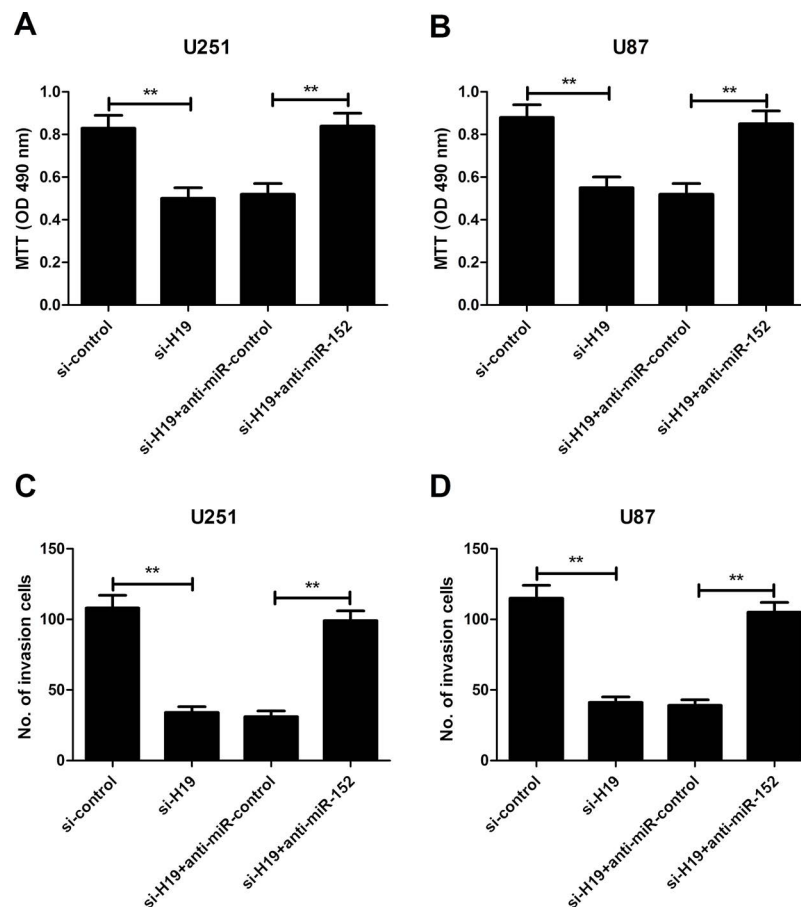 A
U251
MTT (OD 490 nm)
1.0
0.8
0.6
0.4
0.2
0.0
**
**
si-control
si-H19
si-H19+anti-miR-control
si-H19+anti-miR-152
B
U87
MTT (OD 490 nm)
1.0
0.8
0.6
0.4
0.2
0.0
**
**
si-control
si-H19
si-H19+anti-miR-control
si-H19+anti-miR-152
C
U251
No. of invasion cells
150
100
50
0
**
**
si-control
si-H19
si-H19+anti-miR-control
si-H19+anti-miR-152
D
U87
No. of invasion cells
150
100
50
0
**
**
si-control
si-H19
si-H19+anti-miR-control
si-H19+anti-miR-152